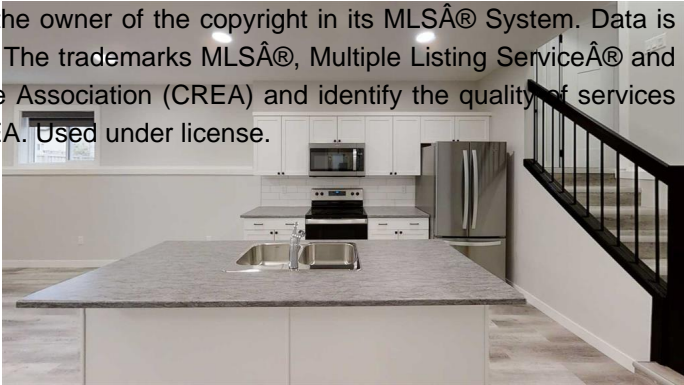 the owner of the copyright in its MLSÂ® System. Data is
The trademarks MLSÂ®, Multiple Listing ServiceÂ® and
Association (CREA) and identify the quality of services
Used under license.